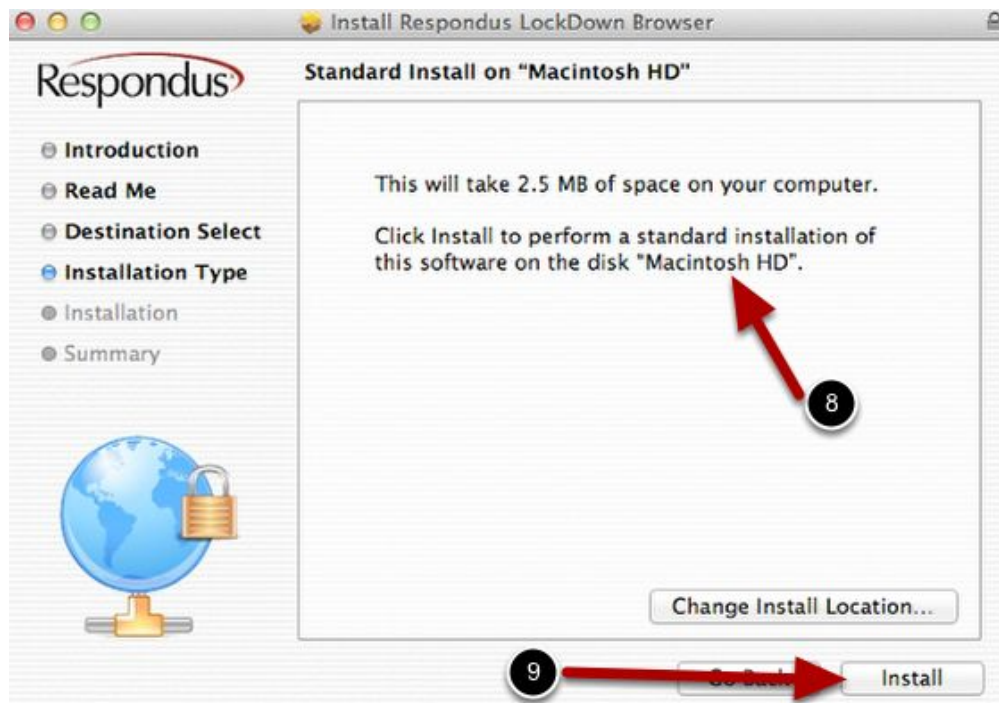 Install Respondus LockDown Browser
Respondus
Standard Install on "Macintosh HD"
Introduction
Read Me
Destination Select
Installation Type
Installation
Summary
This will take 2.5 MB of space on your computer.
Click Install to perform a standard installation of
this software on the disk "Macintosh HD".
8
Change Install Location...
9
Go Back
Install